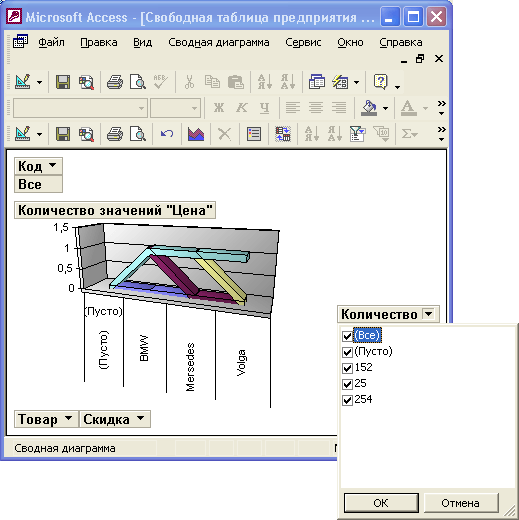 Microsoft Access - [Свободная таблица предприятия ...
Файл Правка Вид Сводная диаграмма Сервис Окно Справка
Ж К Ч A
Код
Все
Количество значений "Цена"
1,5
1
0,5
0
(Пусто)
(Пусто)
BMW
Mersedes
Volga
Количество
(Все)
(Пусто)
152
25
254
Товар Скидка
Сводная диаграмма
OK Отмена